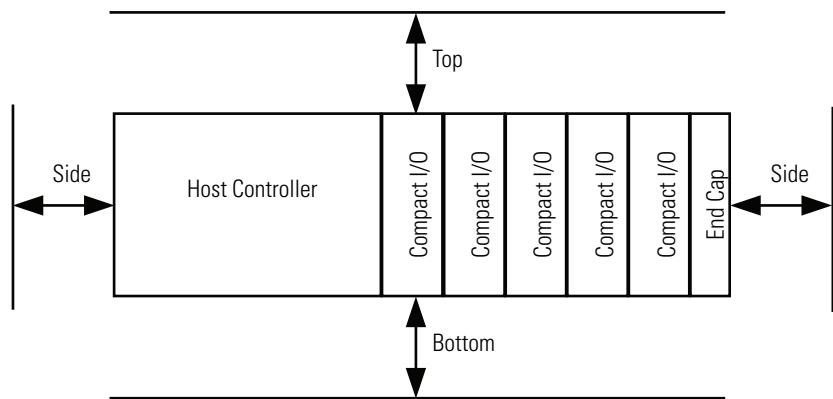 Top
Side
Host Controller
Compact I/O
Compact I/O
Compact I/O
Compact I/O
Compact I/O
End Cap
Side
Bottom